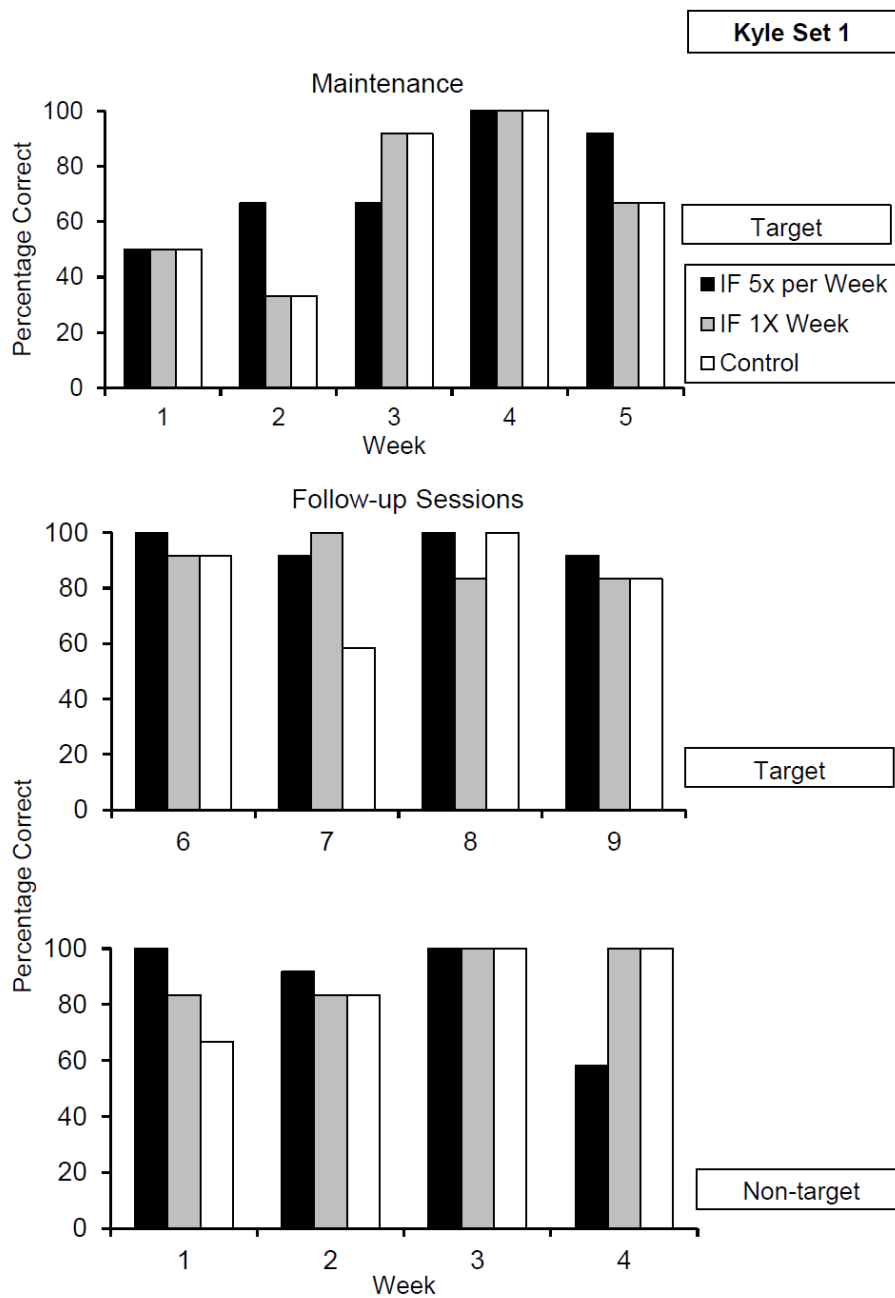 Kyle Set 1
Maintenance
Percentage Correct
100
80
60
40
20
0
1 2 3 4 5
Week
Target
IF 5x per Week
IF 1X Week
Control
Follow-up Sessions
100
80
60
40
20
0
6 7 8 9
Target
Percentage Correct
100
80
60
40
20
0
1 2 3 4
Week
Non-target